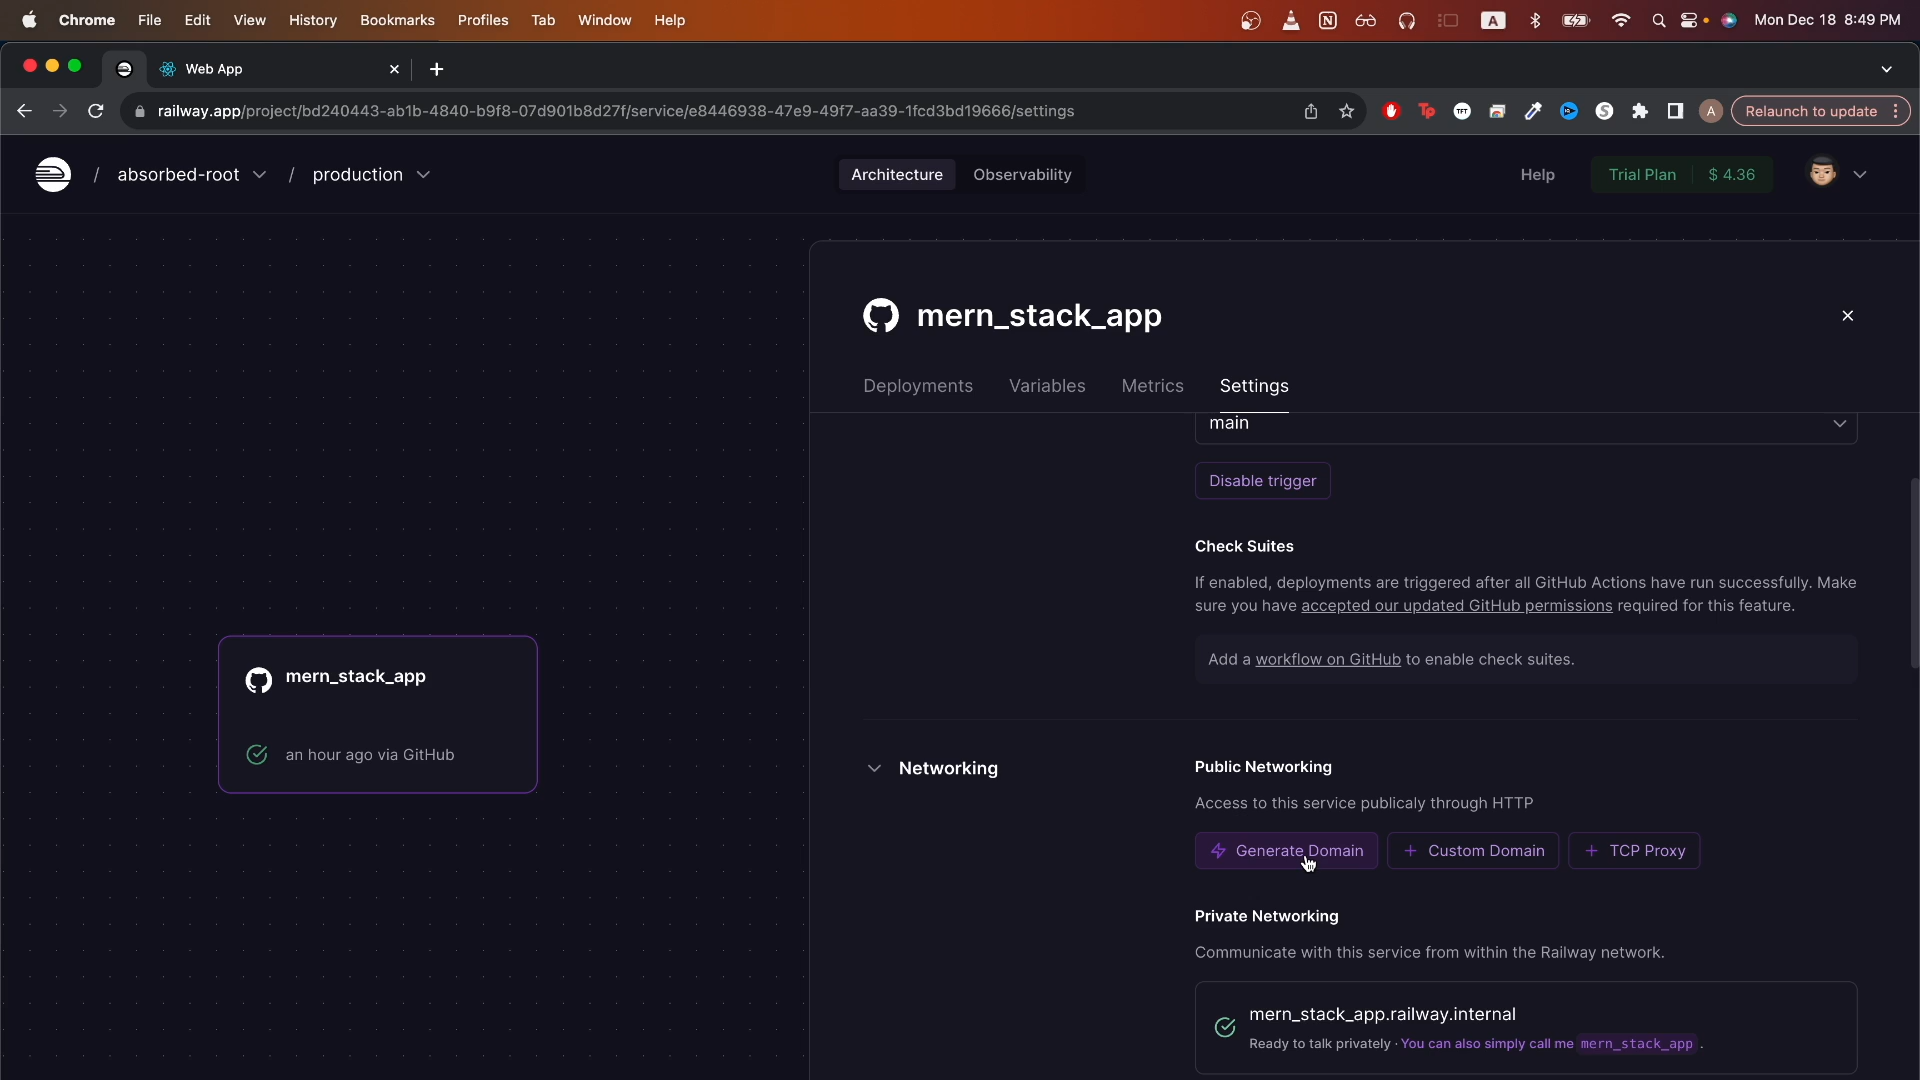 Chrome File Edit View History Bookmarks Profiles Tab Window Help A Mon Dec 18 8:49 PM
Web App
railway.app/project/bd240443-ab1b-4840-b9f8-07d901b8d27f/service/e8446938-47e9-49f7-aa39-1fcd3bd19666/settings A Relaunch to update
/ absorbed-root / production Architecture Observability Help Trial Plan $ 4.36
mern_stack_app
Deployments Variables Metrics Settings
main
Disable trigger
Check Suites
If enabled, deployments are triggered after all GitHub Actions have run successfully. Make
sure you have accepted our updated GitHub permissions required for this feature.
Add a workflow on GitHub to enable check suites.
mern_stack_app
an hour ago via GitHub
Networking
Public Networking
Access to this service publicaly through HTTP
Generate Domain + Custom Domain + TCP Proxy
Private Networking
Communicate with this service from within the Railway network.
mern_stack_app.railway.internal
Ready to talk privately · You can also simply call me mern_stack_app .